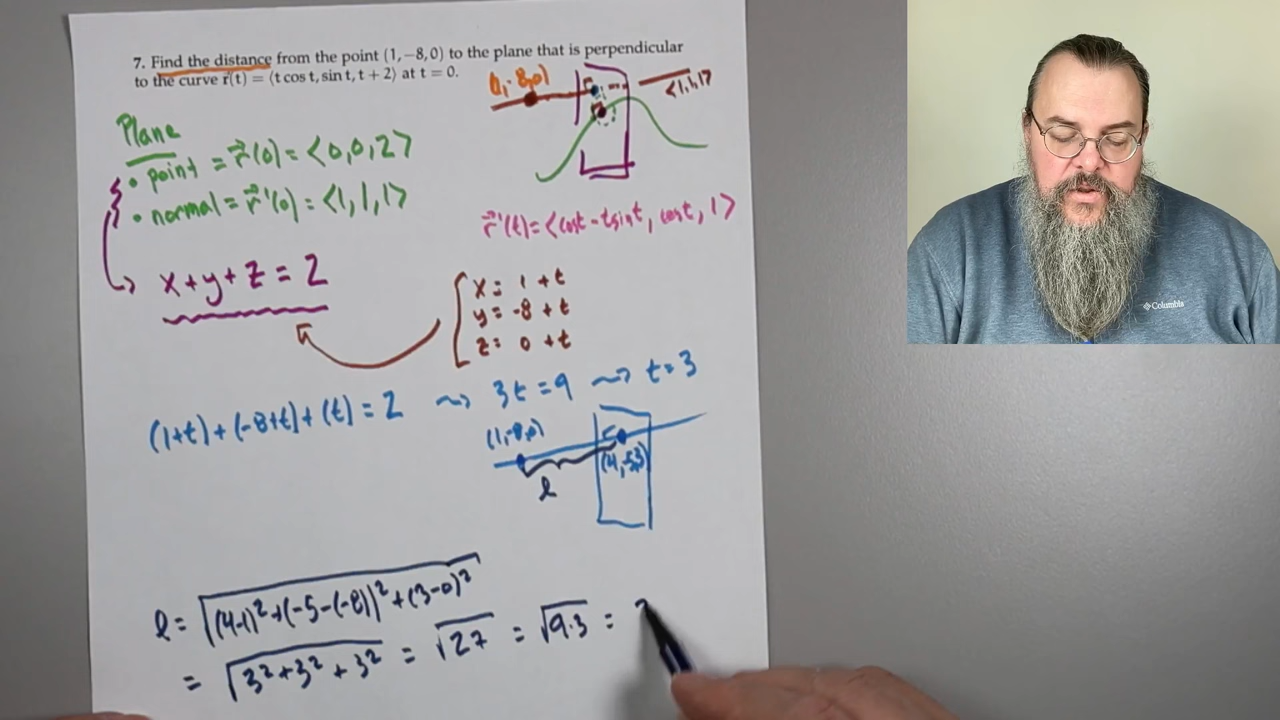 7. Find the distance from the point (1, −8, 0) to the plane that is perpendicular
to the curve r⃗(t) = ⟨t cos t, sin t, t + 2⟩ at t = 0.
(1,-8,0)
<1,1,1>
Plane
• point = r⃗(0) = <0,0,2>
• normal = r⃗'(0) = <1,1,1>
r⃗'(t) = <cost - tsint, cost, 1>
x+y+z = 2
x = 1 + t
y = -8 + t
z = 0 + t
(1+t)+(-8+t)+(t) = 2 ⇝ 3t = 9 ⇝ t = 3
(1,-8,0)
(4,-5,3)
ℓ
ℓ = √(4-1)²+(-5-(-8))²+(3-0)²
= √3²+3²+3² = √27 = √9·3 =
Columbia